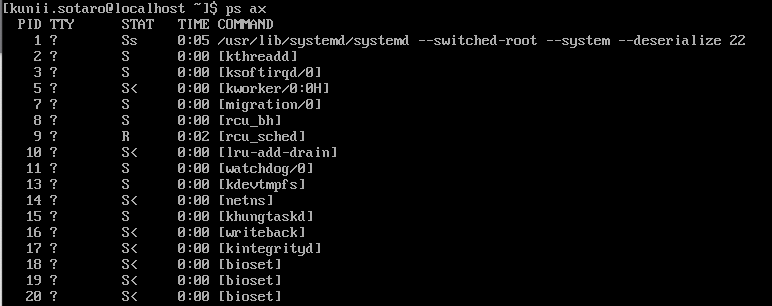 [kunii.sotaro@localhost ~]$ ps ax
  PID TTY      STAT   TIME COMMAND
    1 ?        Ss     0:05 /usr/lib/systemd/systemd --switched-root --system --deserialize 22
    2 ?        S      0:00 [kthreadd]
    3 ?        S      0:00 [ksoftirqd/0]
    5 ?        S<     0:00 [kworker/0:0H]
    7 ?        S      0:00 [migration/0]
    8 ?        S      0:00 [rcu_bh]
    9 ?        R      0:02 [rcu_sched]
   10 ?        S<     0:00 [lru-add-drain]
   11 ?        S      0:00 [watchdog/0]
   13 ?        S      0:00 [kdevtmpfs]
   14 ?        S<     0:00 [netns]
   15 ?        S      0:00 [khungtaskd]
   16 ?        S<     0:00 [writeback]
   17 ?        S<     0:00 [kintegrityd]
   18 ?        S<     0:00 [bioset]
   19 ?        S<     0:00 [bioset]
   20 ?        S<     0:00 [bioset]